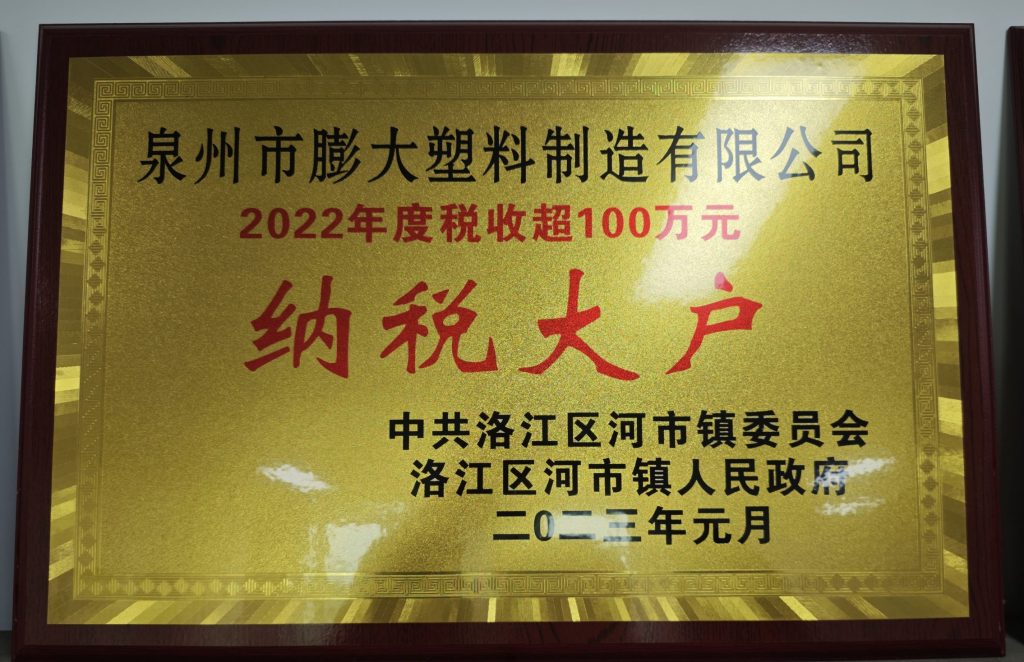 泉州市膨大塑料制造有限公司
2022年度税收超100万元
纳税大户
中共洛江区河市镇委员会
洛江区河市镇人民政府
二0二三年元月